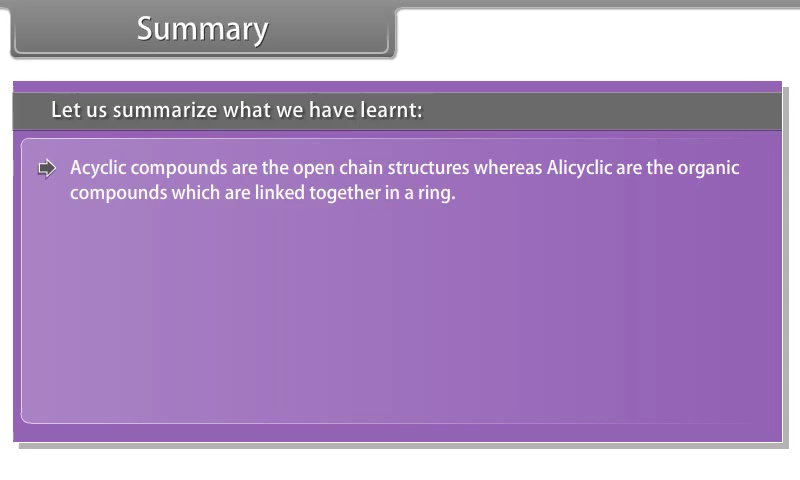 Summary
Let us summarize what we have learnt:
Acyclic compounds are the open chain structures whereas Alicyclic are the organic
compounds which are linked together in a ring.